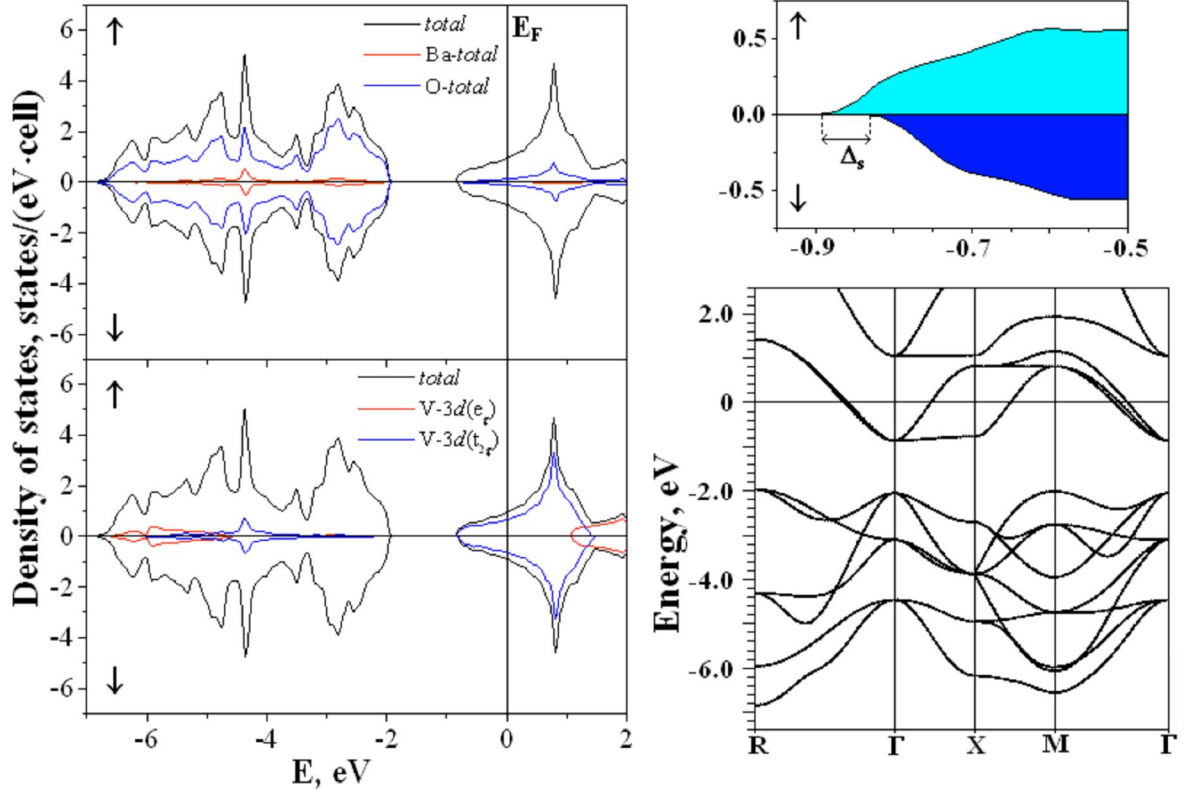 6
4
2
0
-2
-4
-6
↑
total
Ba-total
O-total
E_F
↓
6
4
2
0
-2
-4
-6
↑
total
V-3d(e_g)
V-3d(t_2g)
↓
-6
-4
-2
0
2
E, eV
Density of states, states/(eV·cell)
0.5
0.0
-0.5
↑
Δ_s
↓
-0.9
-0.7
-0.5
2.0
0
-2.0
-4.0
-6.0
Energy, eV
R
Γ
X
M
Γ